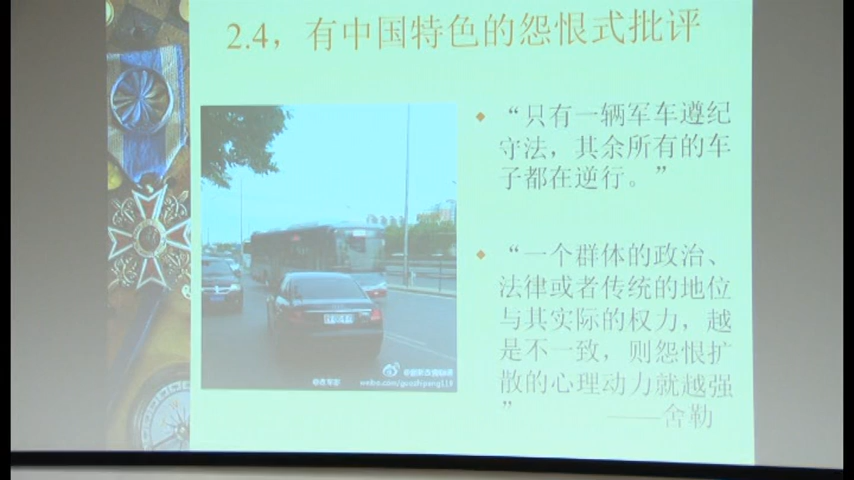 2.4，有中国特色的怨恨式批评
“只有一辆军车遵纪
守法，其余所有的车
子都在逆行。”
“一个群体的政治、
法律或者传统的地位
与其实际的权力，越
是不一致，则怨恨扩
散的心理动力就越强
” ——舍勒
weibo.com/guozhipeng119